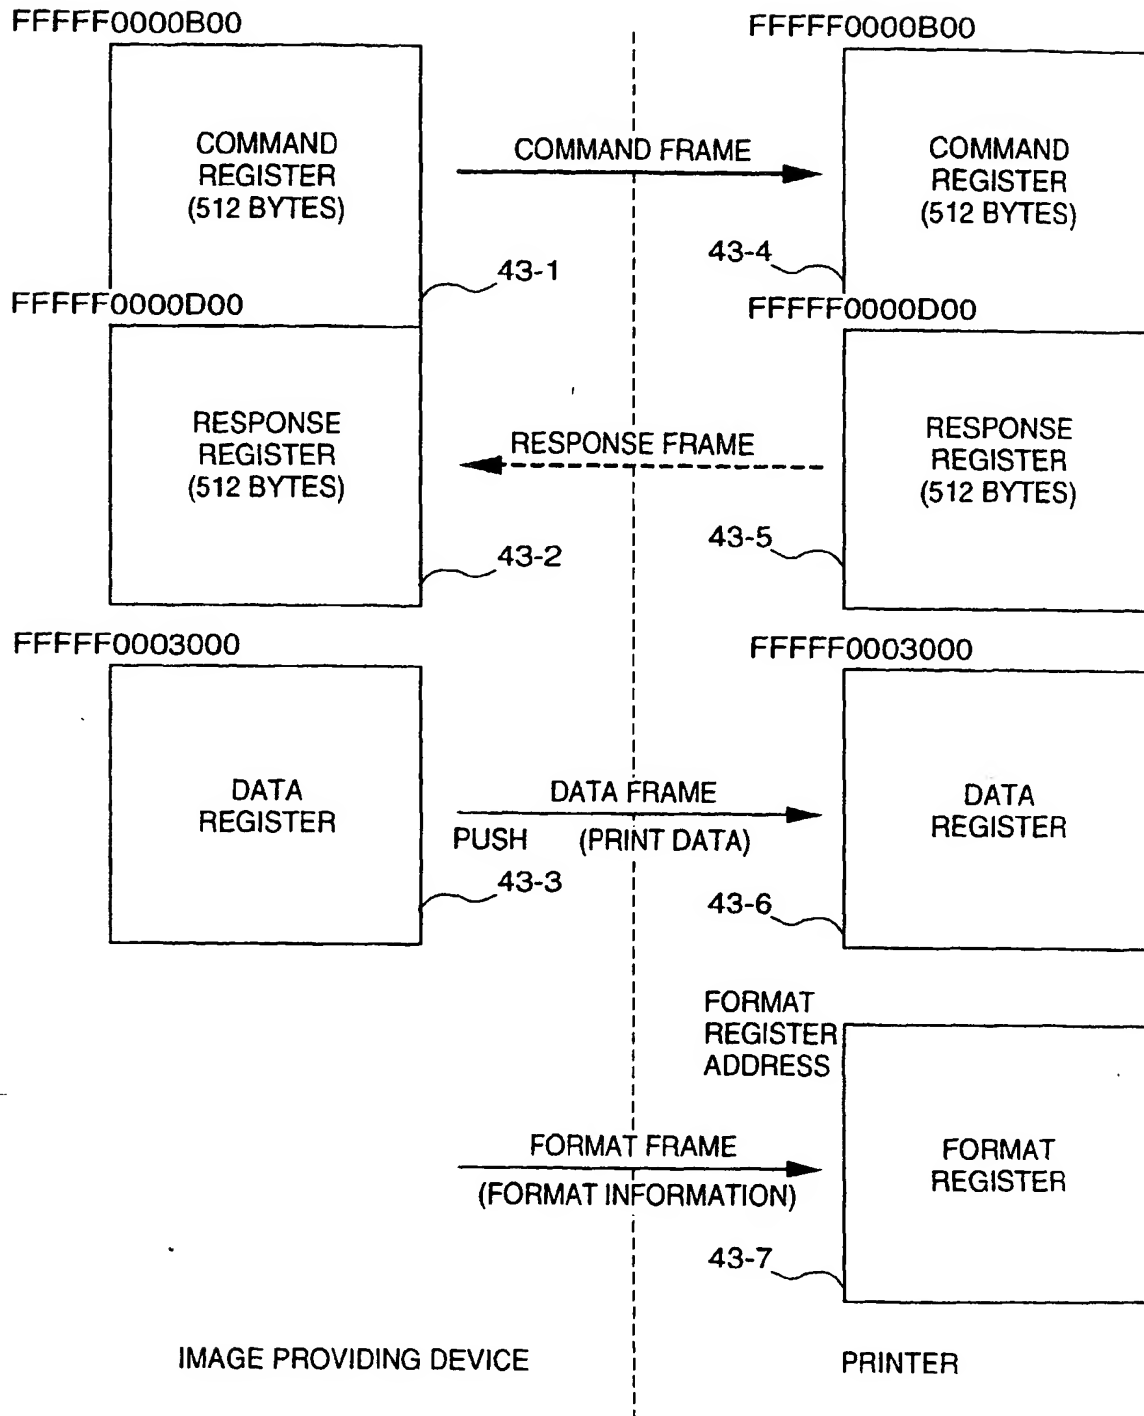 FFFFF0000B00
FFFFF0000B00
COMMAND
REGISTER
(512 BYTES)
COMMAND FRAME
COMMAND
REGISTER
(512 BYTES)
43-1
43-4
FFFFF0000D00
FFFFF0000D00
RESPONSE
REGISTER
(512 BYTES)
RESPONSE FRAME
RESPONSE
REGISTER
(512 BYTES)
43-2
43-5
FFFFF0003000
FFFFF0003000
DATA
REGISTER
DATA FRAME
PUSH (PRINT DATA)
DATA
REGISTER
43-3
43-6
FORMAT
REGISTER
ADDRESS
FORMAT FRAME
(FORMAT INFORMATION)
FORMAT
REGISTER
43-7
IMAGE PROVIDING DEVICE
PRINTER